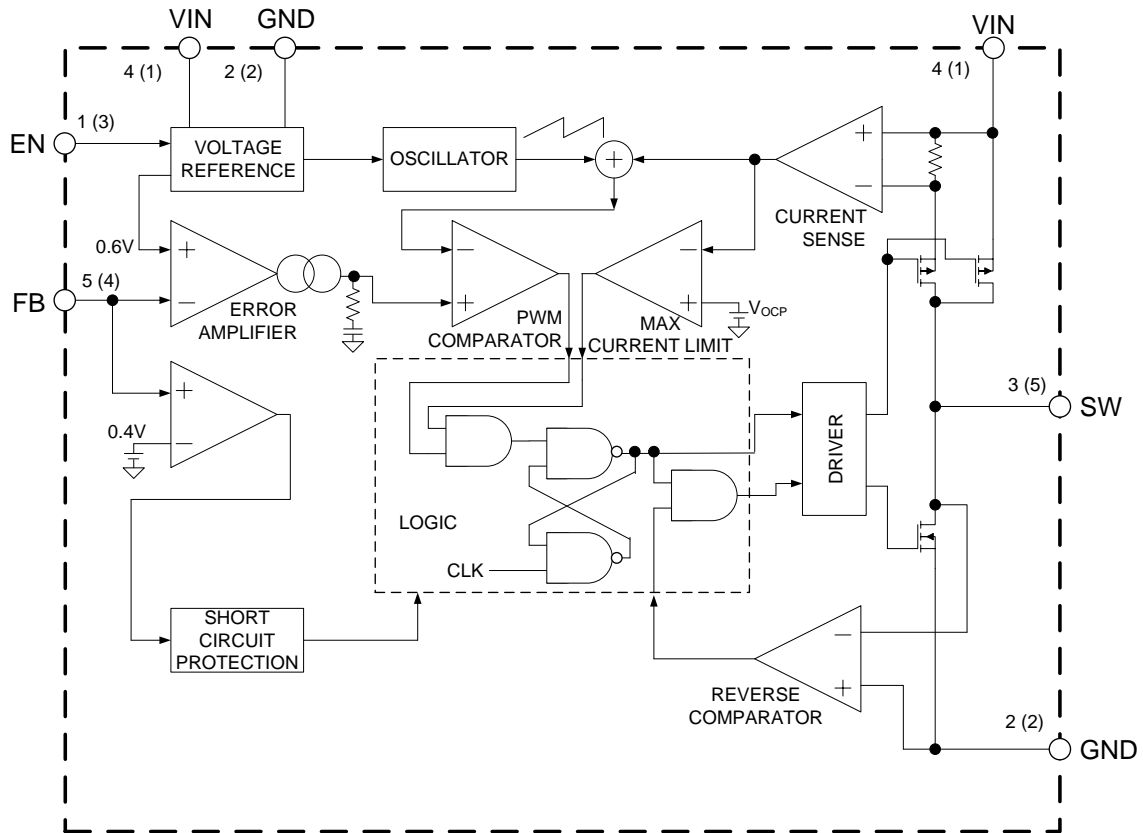 VIN
GND
VIN
4 (1)
2 (2)
4 (1)
EN
1 (3)
VOLTAGE
REFERENCE
OSCILLATOR
+
+
−
CURRENT
SENSE
0.6V
+
−
ERROR
AMPLIFIER
FB
5 (4)
−
+
PWM
COMPARATOR
−
+
VOCP
MAX
CURRENT LIMIT
+
0.4V
−
3 (5)
SW
DRIVER
LOGIC
CLK
SHORT
CIRCUIT
PROTECTION
−
+
REVERSE
COMPARATOR
2 (2)
GND